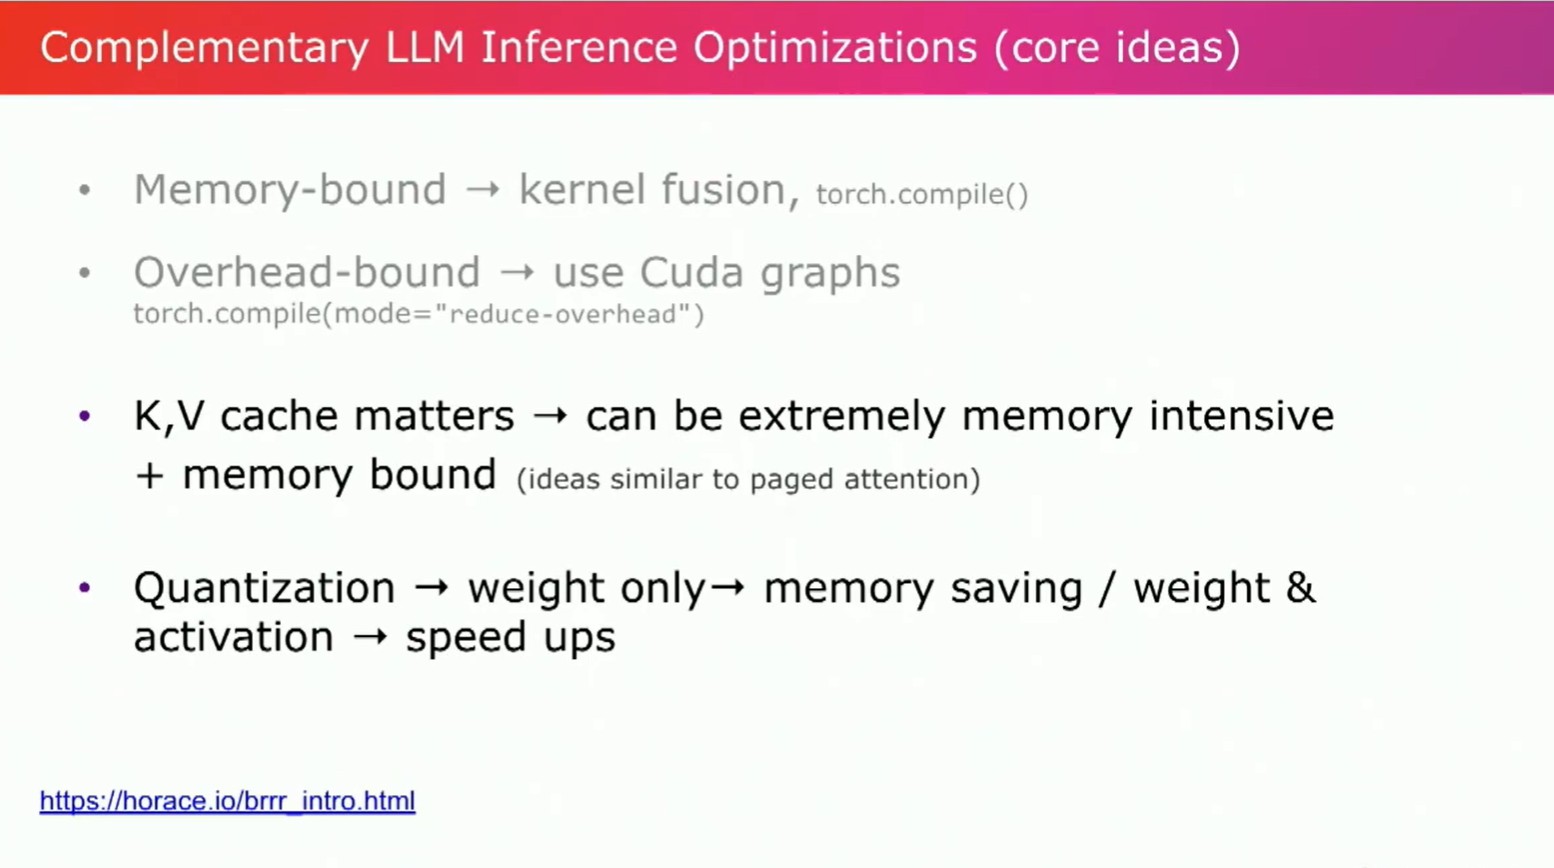 Complementary LLM Inference Optimizations (core ideas)
• Memory-bound → kernel fusion, torch.compile()
• Overhead-bound → use Cuda graphs
torch.compile(mode="reduce-overhead")
• K,V cache matters → can be extremely memory intensive
+ memory bound (ideas similar to paged attention)
• Quantization → weight only→ memory saving / weight &
activation → speed ups
https://horace.io/brrr_intro.html